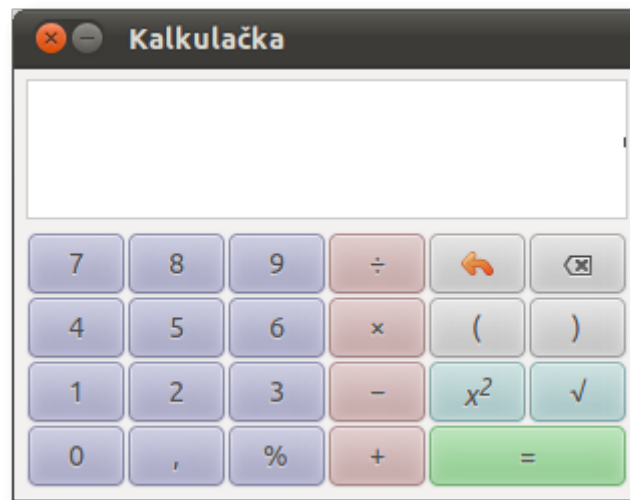 Kalkulačka
7 8 9 ÷
4 5 6 × ( )
1 2 3 − x² √
0 , % + =